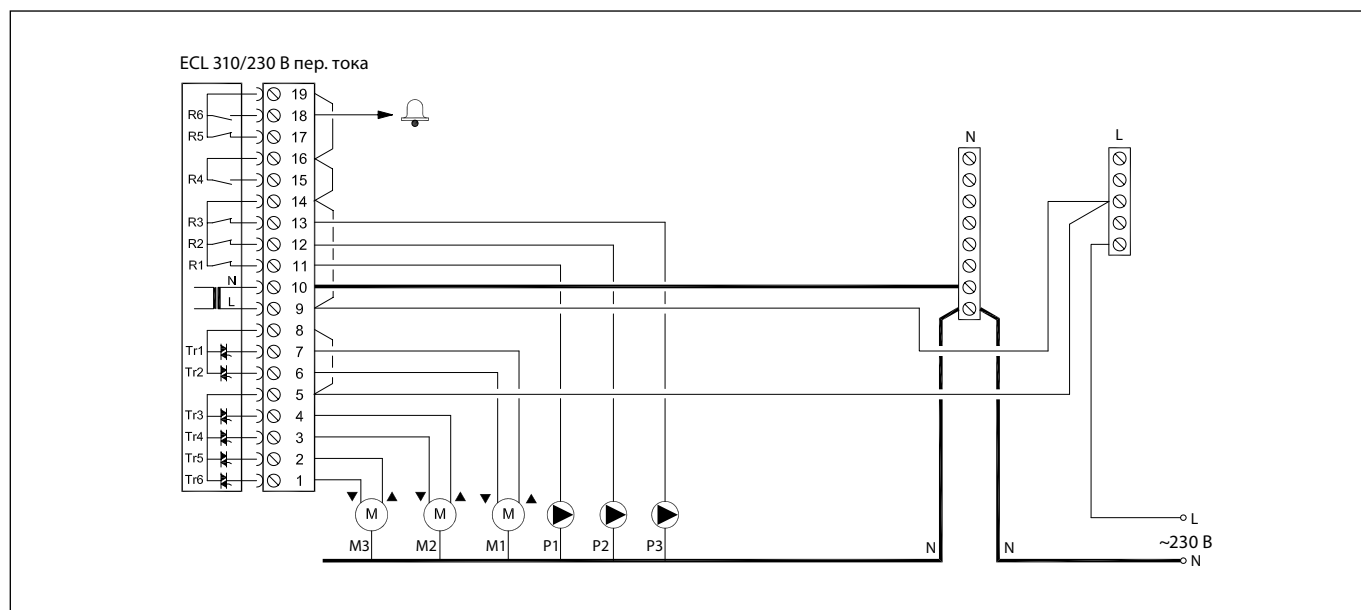 ECL 310/230 В пер. тока
19
R6 18
R5 17
16
R4 15
14
R3 13
R2 12
R1 11
N 10
L 9
8
Tr1 7
Tr2 6
5
Tr3 4
Tr4 3
Tr5 2
Tr6 1
N
L
M M M
M3 M2 M1 P1 P2 P3
N N
L
~230 В
N